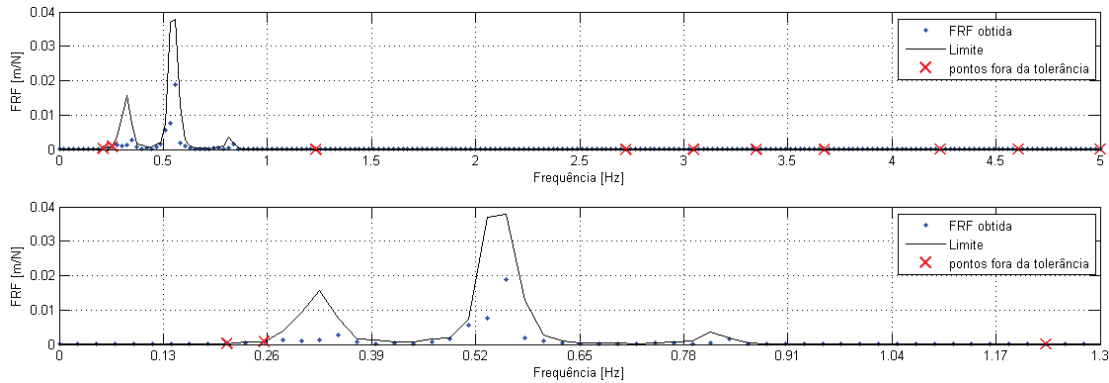 0.04
0.03
0.02
0.01
0
FRF [m/N]
FRF obtida
Limite
pontos fora da tolerância
0 0.5 1 1.5 2 2.5 3 3.5 4 4.5 5
Frequência [Hz]
0.04
0.03
0.02
0.01
0
FRF [m/N]
FRF obtida
Limite
pontos fora da tolerância
0 0.13 0.26 0.39 0.52 0.65 0.78 0.91 1.04 1.17 1.3
Frequência [Hz]